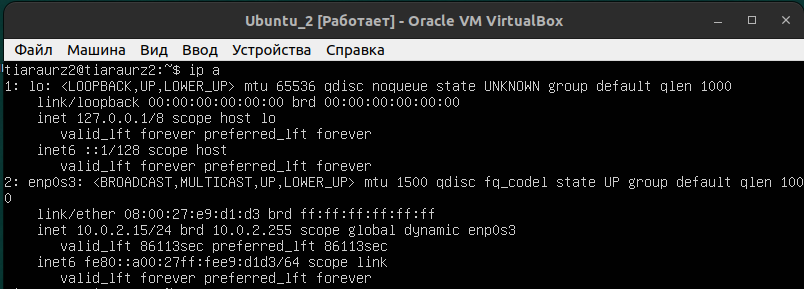 Ubuntu_2 [Работает] - Oracle VM VirtualBox
Файл Машина Вид Ввод Устройства Справка
tiaraurz2@tiaraurz2:~$ ip a
1: lo: <LOOPBACK,UP,LOWER_UP> mtu 65536 qdisc noqueue state UNKNOWN group default qlen 1000
    link/loopback 00:00:00:00:00:00 brd 00:00:00:00:00:00
    inet 127.0.0.1/8 scope host lo
       valid_lft forever preferred_lft forever
    inet6 ::1/128 scope host
       valid_lft forever preferred_lft forever
2: enp0s3: <BROADCAST,MULTICAST,UP,LOWER_UP> mtu 1500 qdisc fq_codel state UP group default qlen 100
0
    link/ether 08:00:27:e9:d1:d3 brd ff:ff:ff:ff:ff:ff
    inet 10.0.2.15/24 brd 10.0.2.255 scope global dynamic enp0s3
       valid_lft 86113sec preferred_lft 86113sec
    inet6 fe80::a00:27ff:fee9:d1d3/64 scope link
       valid_lft forever preferred_lft forever